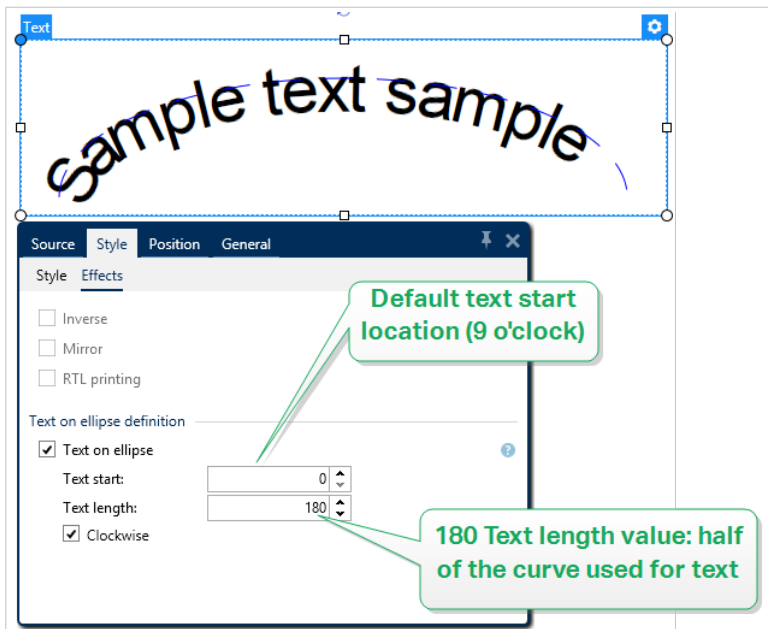 Text
Sample text sample
Source Style Position General
Style Effects
Default text start
location (9 o'clock)
Inverse
Mirror
RTL printing
Text on ellipse definition
Text on ellipse ?
Text start: 0
Text length: 180
Clockwise
180 Text length value: half
of the curve used for text